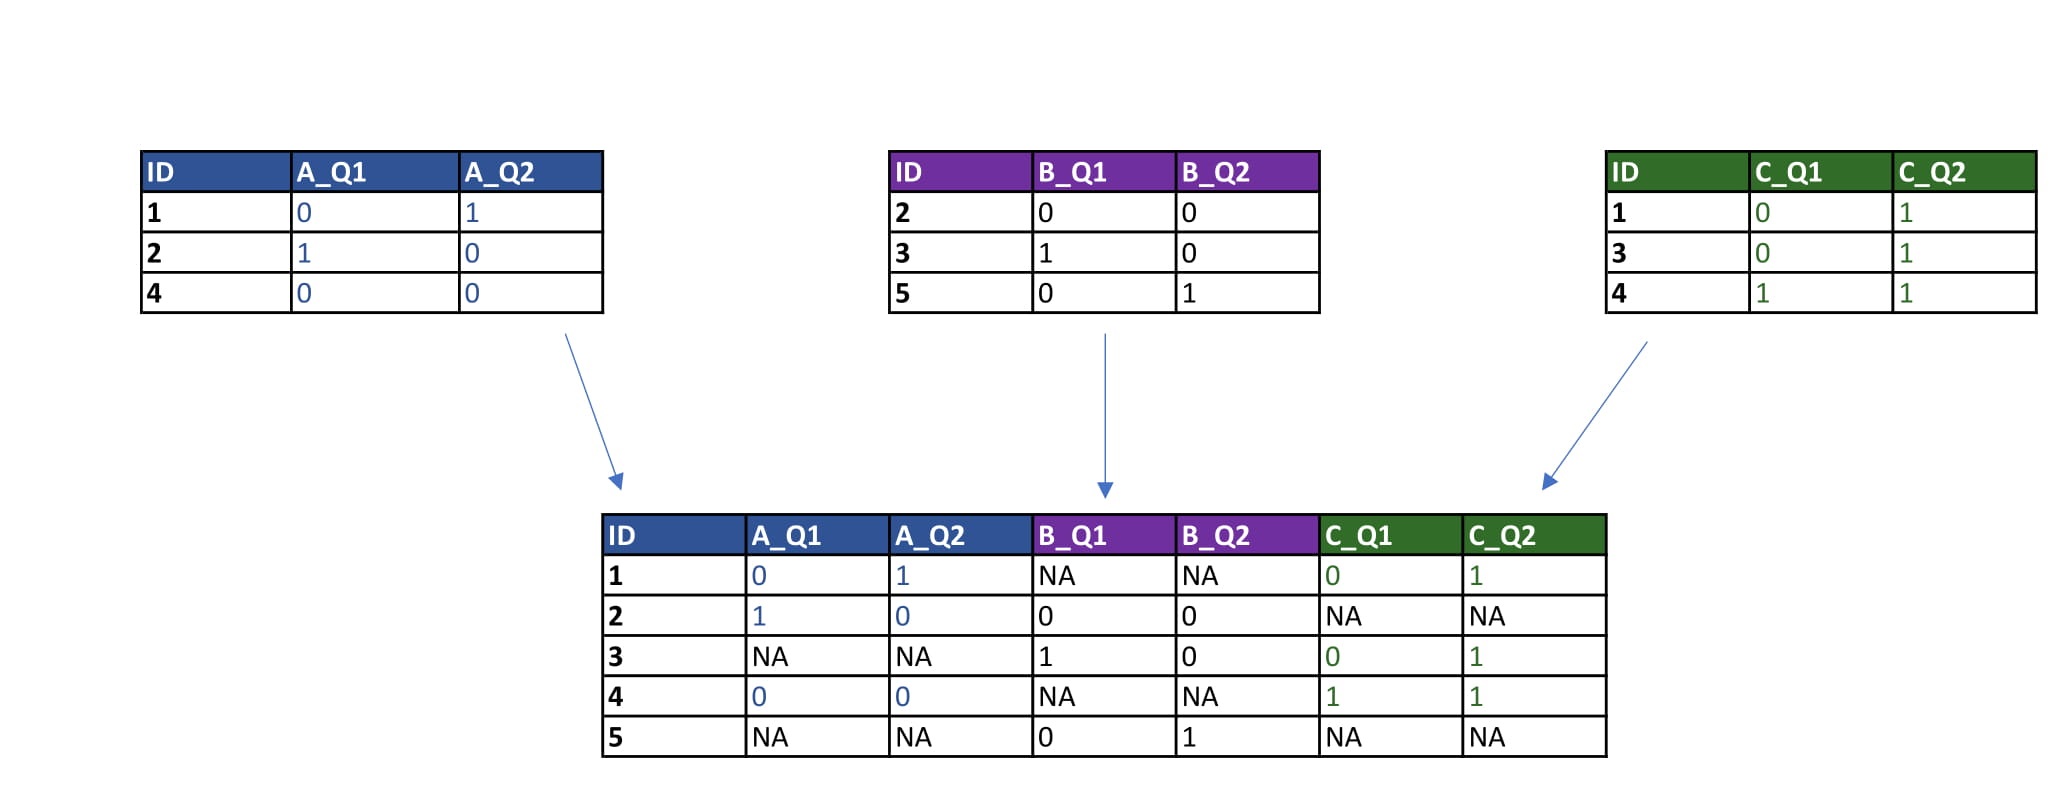 ID A_Q1 A_Q2
1 0 1
2 1 0
4 0 0
ID B_Q1 B_Q2
2 0 0
3 1 0
5 0 1
ID C_Q1 C_Q2
1 0 1
3 0 1
4 1 1
ID A_Q1 A_Q2 B_Q1 B_Q2 C_Q1 C_Q2
1 0 1 NA NA 0 1
2 1 0 0 0 NA NA
3 NA NA 1 0 0 1
4 0 0 NA NA 1 1
5 NA NA 0 1 NA NA